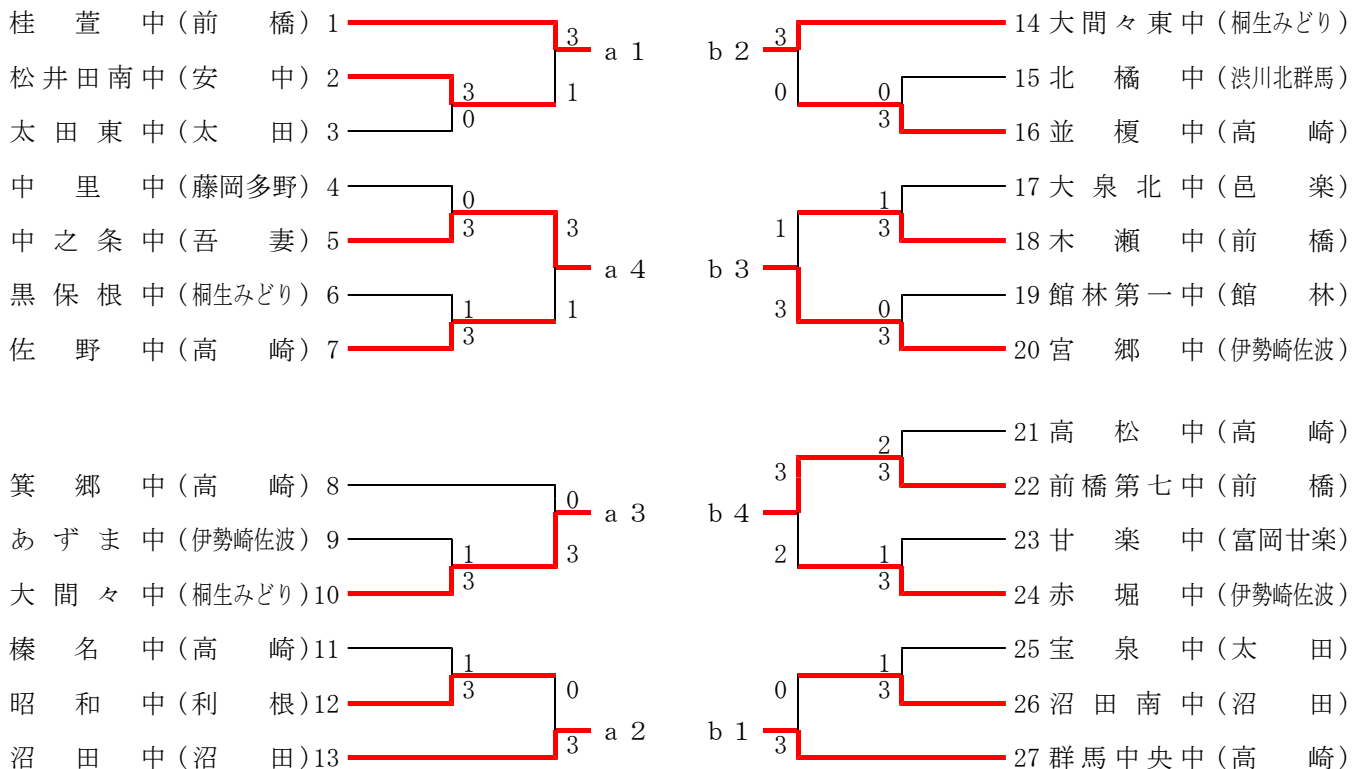 桂萱中(前橋) 1
3
a 1
松井田南中(安中) 2
3
1
0
太田東中(太田) 3
中里中(藤岡多野) 4
0
3
3
中之条中(吾妻) 5
a 4
黒保根中(桐生みどり) 6
1
1
3
佐野中(高崎) 7
箕郷中(高崎) 8
0
a 3
あずま中(伊勢崎佐波) 9
1
3
3
大間々中(桐生みどり) 10
榛名中(高崎) 11
1
3
0
昭和中(利根) 12
a 2
3
沼田中(沼田) 13
14 大間々東中(桐生みどり)
3
b 2
15 北橘中(渋川北群馬)
0
0
3
16 並榎中(高崎)
17 大泉北中(邑楽)
1
1
3
18 木瀬中(前橋)
b 3
19 館林第一中(館林)
3
0
3
20 宮郷中(伊勢崎佐波)
21 高松中(高崎)
2
3
3
22 前橋第七中(前橋)
b 4
23 甘楽中(富岡甘楽)
2
1
3
24 赤堀中(伊勢崎佐波)
25 宝泉中(太田)
1
0
3
26 沼田南中(沼田)
b 1
3
27 群馬中央中(高崎)